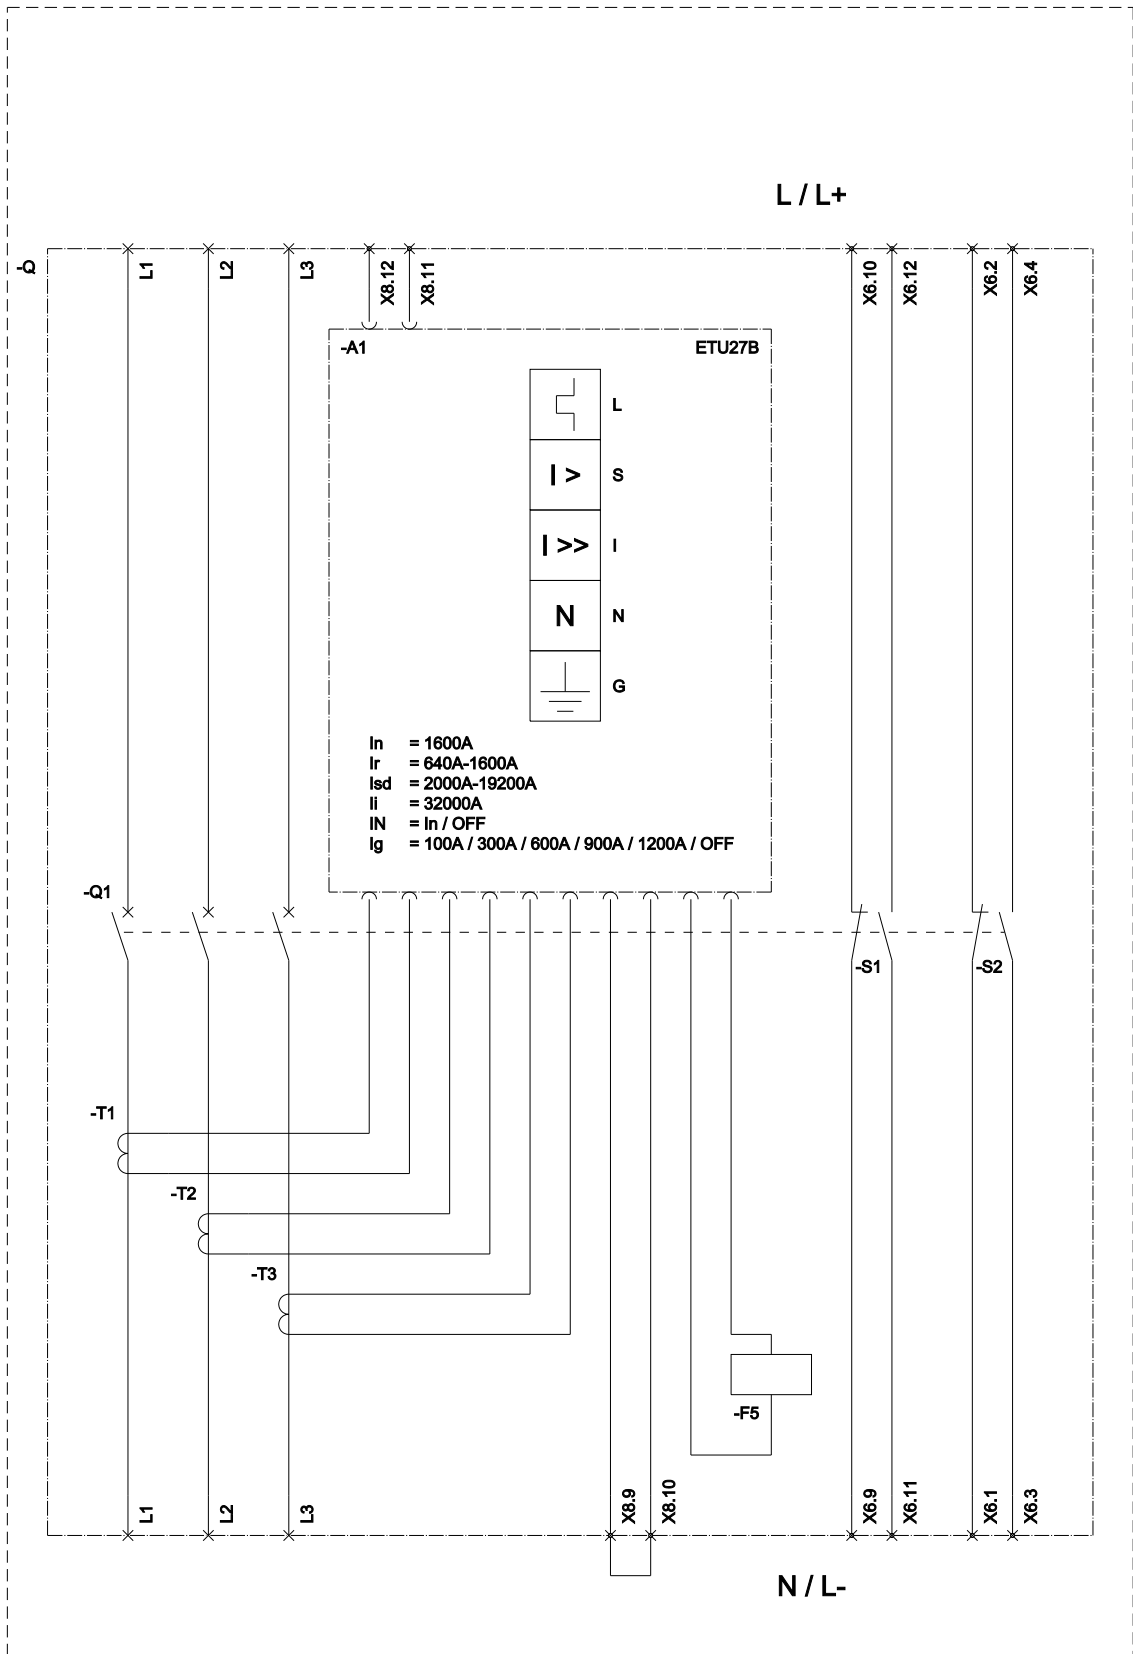 L / L+
-Q
L1
L2
L3
X8.12
X8.11
X6.10
X6.12
X6.2
X6.4
-A1
ETU27B
L
I >
S
I >>
I
N
N
G
In = 1600A
Ir = 640A-1600A
Isd = 2000A-19200A
Ii = 32000A
IN = In / OFF
Ig = 100A / 300A / 600A / 900A / 1200A / OFF
-Q1
-S1
-S2
-T1
-T2
-T3
-F5
L1
L2
L3
X8.9
X8.10
X6.9
X6.11
X6.1
X6.3
N / L-